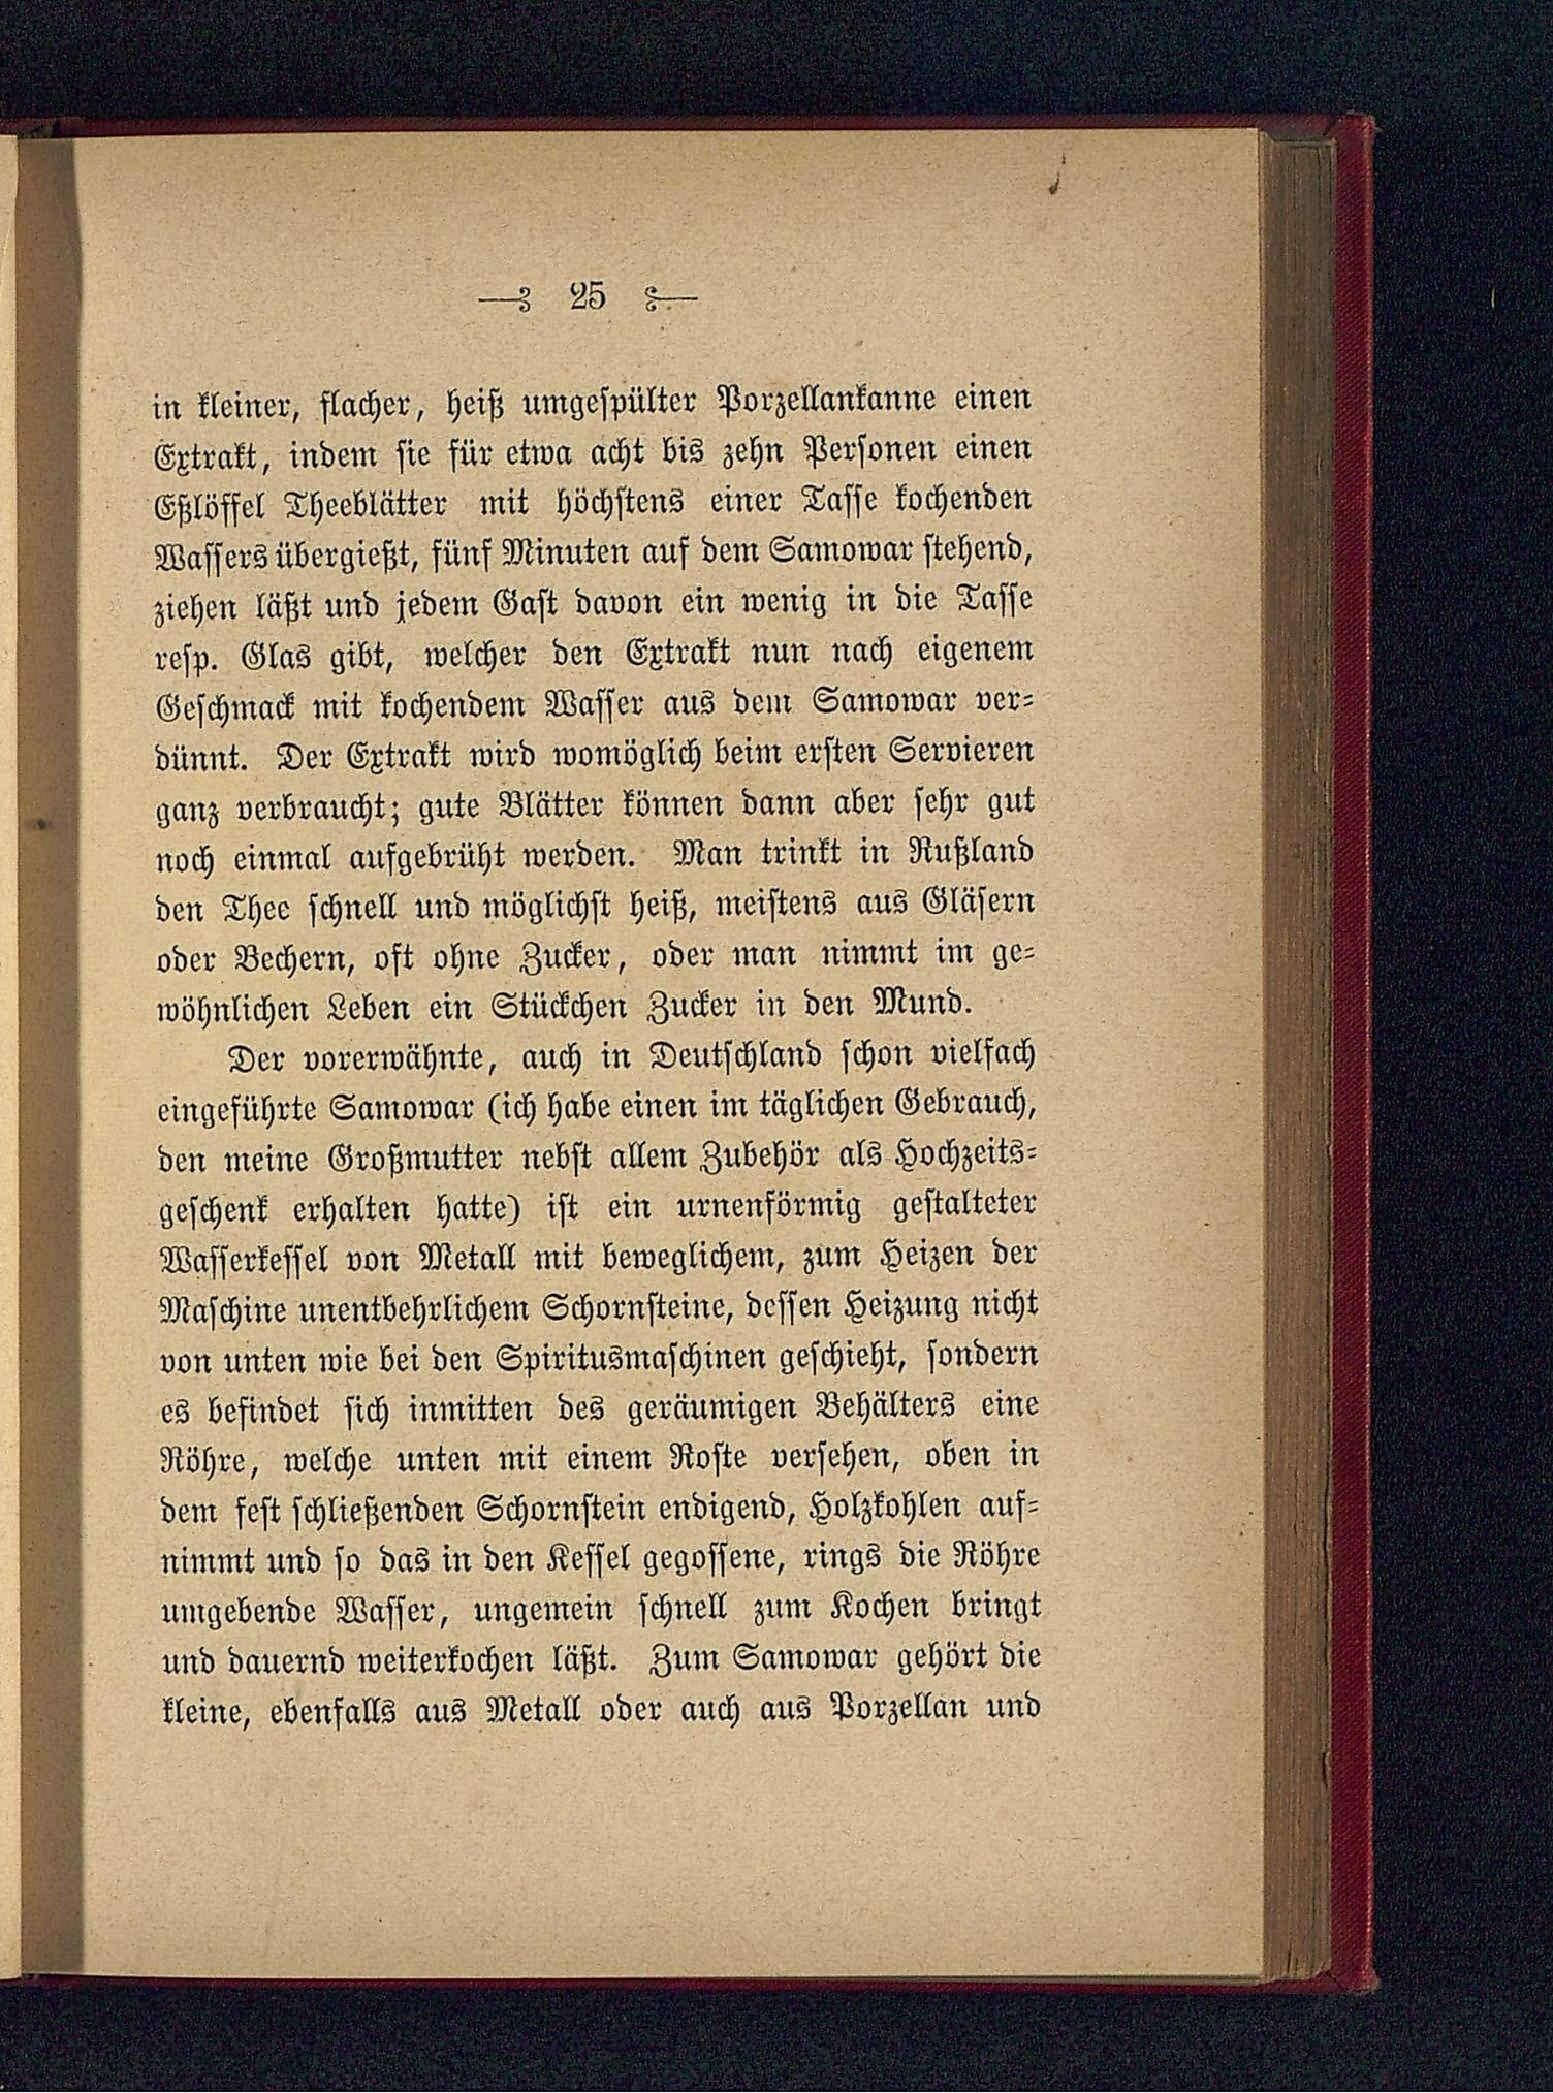 25
in kleiner, flacher, heiß umgespülter Porzellankanne einen
Extrakt, indem sie für etwa acht bis zehn Personen einen
Eßlöffel Theeblätter mit höchstens einer Tasse kochenden
Wassers übergießt, fünf Minuten auf dem Samowar stehend,
ziehen läßt und jedem Gast davon ein wenig in die Tasse
resp. Glas gibt, welcher den Extrakt nun nach eigenem
Geschmack mit kochendem Wasser aus dem Samowar ver-
dünnt. Der Extrakt wird womöglich beim ersten Servieren
ganz verbraucht; gute Blätter können dann aber sehr gut
noch einmal aufgebrüht werden. Man trinkt in Rußland
den Thee schnell und möglichst heiß, meistens aus Gläsern
oder Bechern, oft ohne Zucker, oder man nimmt im ge-
wöhnlichen Leben ein Stückchen Zucker in den Mund.
Der vorerwähnte, auch in Deutschland schon vielfach
eingeführte Samowar (ich habe einen im täglichen Gebrauch,
den meine Großmutter nebst allem Zubehör als Hochzeits-
geschenk erhalten hatte) ist ein urnenförmig gestalteter
Wasserkessel von Metall mit beweglichem, zum Heizen der
Maschine unentbehrlichem Schornsteine, dessen Heizung nicht
von unten wie bei den Spiritusmaschinen geschieht, sondern
es befindet sich inmitten des geräumigen Behälters eine
Röhre, welche unten mit einem Roste versehen, oben in
dem fest schließenden Schornstein endigend, Holzkohlen auf-
nimmt und so das in den Kessel gegossene, rings die Röhre
umgebende Wasser, ungemein schnell zum Kochen bringt
und dauernd weiterkochen läßt. Zum Samowar gehört die
kleine, ebenfalls aus Metall oder auch aus Porzellan und